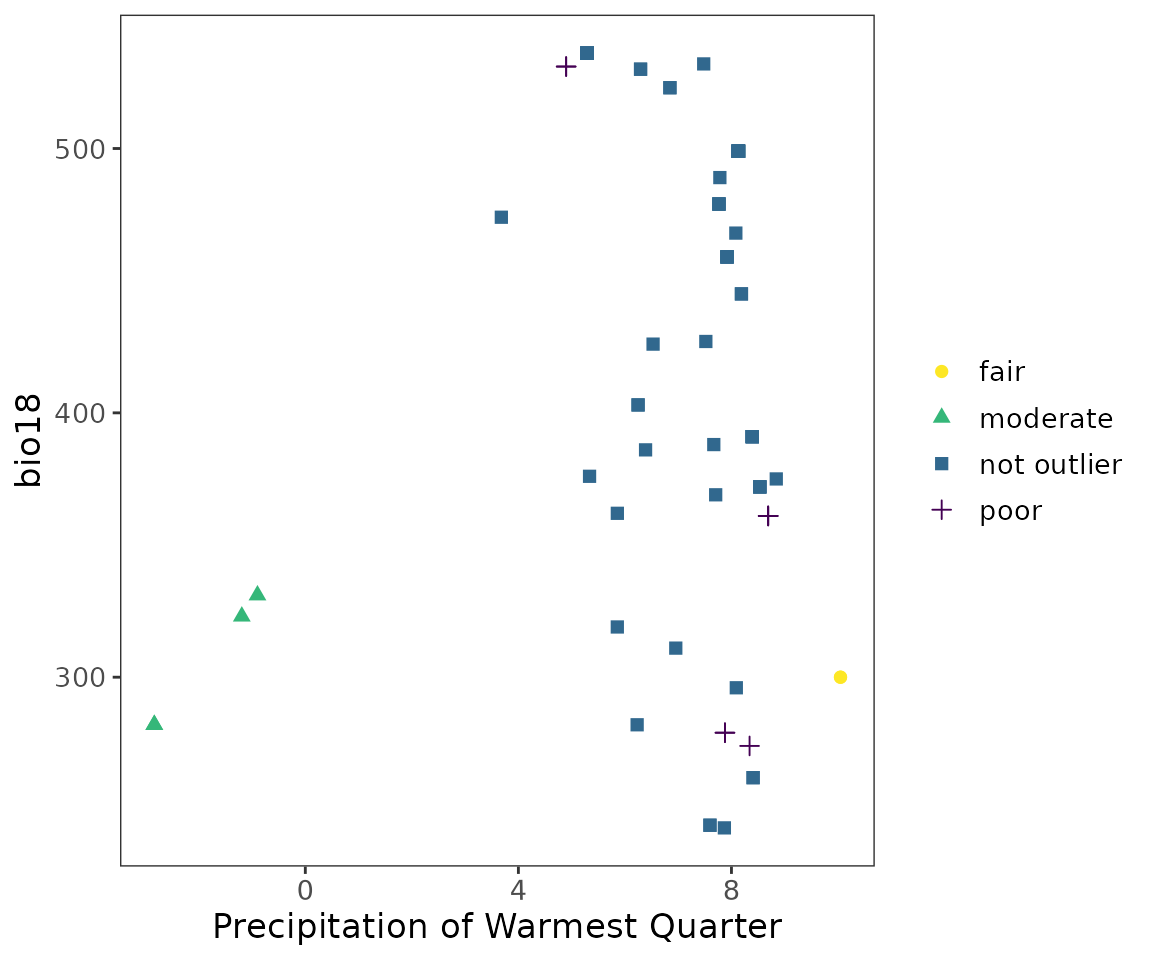 500
400
300
bio18
0 4 8
Precipitation of Warmest Quarter
fair
moderate
not outlier
poor